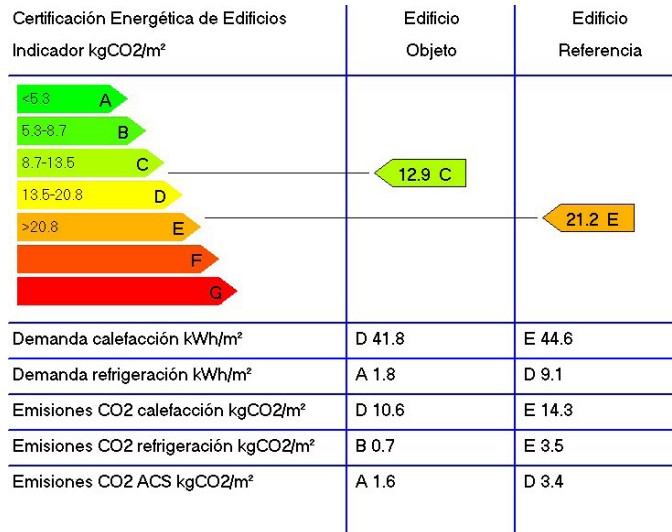 Certificación Energética de Edificios
Indicador kgCO2/m²
Edificio
Objeto
Edificio
Referencia
<5.3 A
5.3-8.7 B
8.7-13.5 C
12.9 C
13.5-20.8 D
>20.8 E
21.2 E
F
G
Demanda calefacción kWh/m² D 41.8 E 44.6
Demanda refrigeración kWh/m² A 1.8 D 9.1
Emisiones CO2 calefacción kgCO2/m² D 10.6 E 14.3
Emisiones CO2 refrigeración kgCO2/m² B 0.7 E 3.5
Emisiones CO2 ACS kgCO2/m² A 1.6 D 3.4